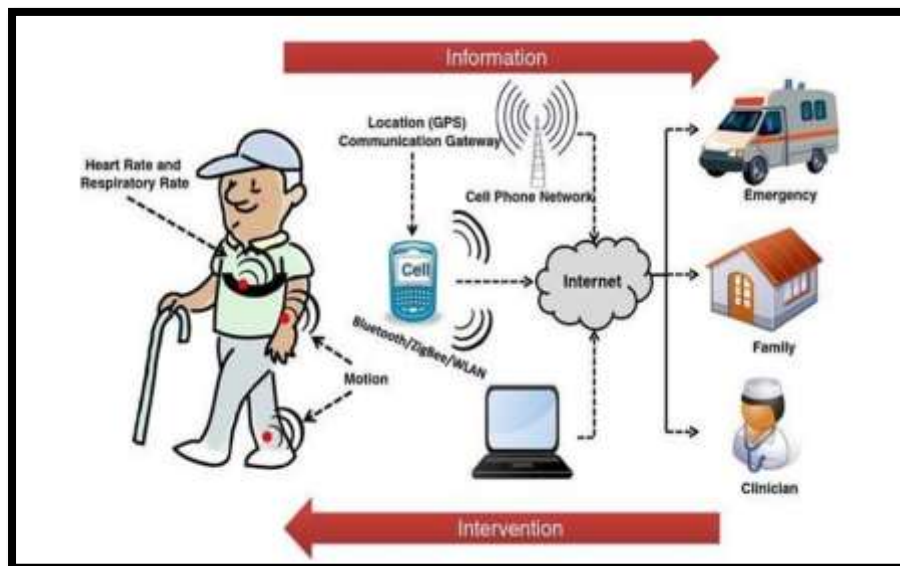 Information
Location (GPS)
Communication Gateway
Heart Rate and
Respiratory Rate
Cell Phone Network
Emergency
Cell
Internet
Bluetooth/ZigBee/WLAN
Family
Motion
Clinician
Intervention